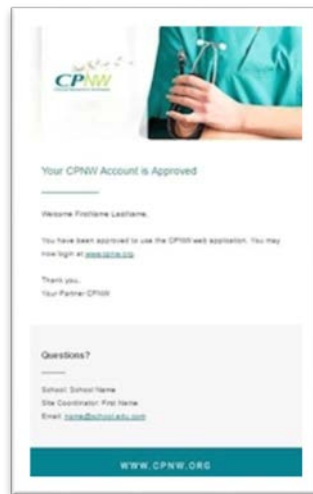 CPNW
Your CPNW Account is Approved
Welcome Firstname Lastname,
You have been approved to use the CPNW web application. You may
now login at www.cpnw.org.
Thank you,
Your Partner CPNW
Questions?
School: School Name
Site Coordinator: First Name
Email: name@school.edu.com
WWW.CPNW.ORG